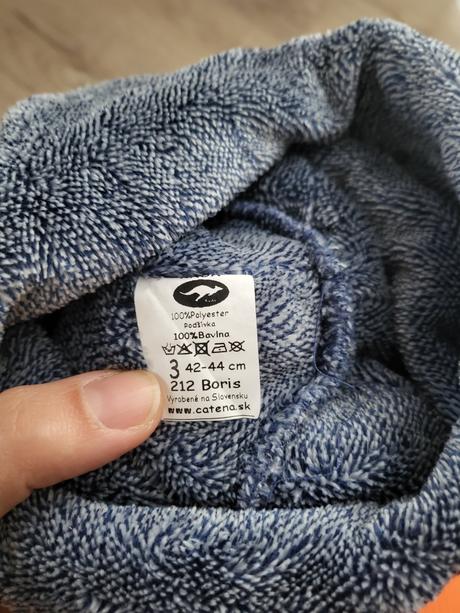 100%Polyester
Podšívka
100%Bavlna
3 42-44 cm
212 Boris
Vyrobené na Slovensku
www.catena.sk